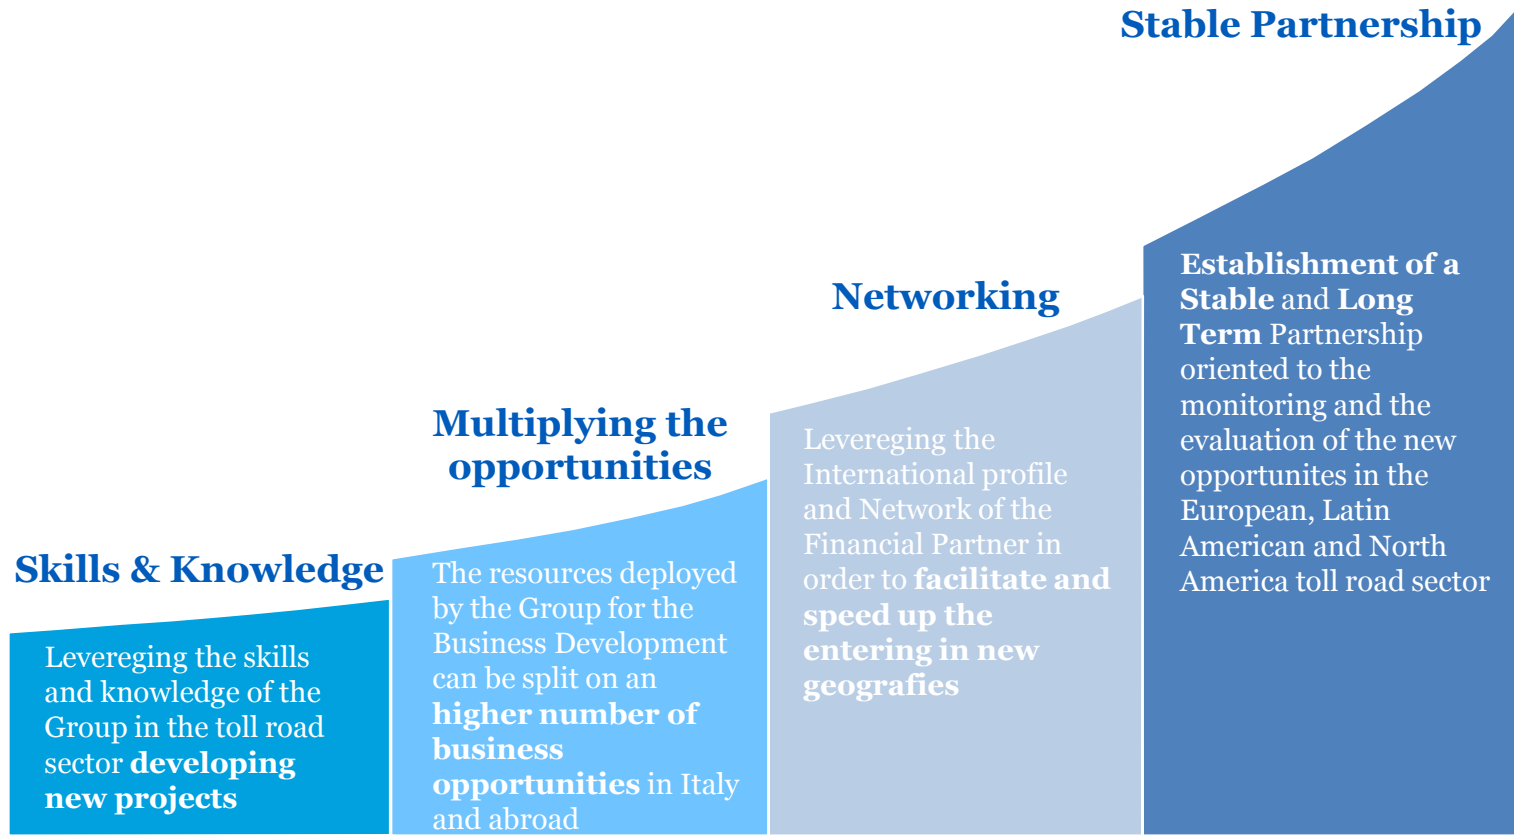 Stable Partnership
Establishment of a
Stable and Long
Term Partnership
oriented to the
monitoring and the
evaluation of the new
opportunites in the
European, Latin
American and North
America toll road sector
Networking
Levereging the
International profile
and Network of the
Financial Partner in
order to facilitate and
speed up the
entering in new
geografies
Multiplying the
opportunities
The resources deployed
by the Group for the
Business Development
can be split on an
higher number of
business
opportunities in Italy
and abroad
Skills & Knowledge
Levereging the skills
and knowledge of the
Group in the toll road
sector developing
new projects